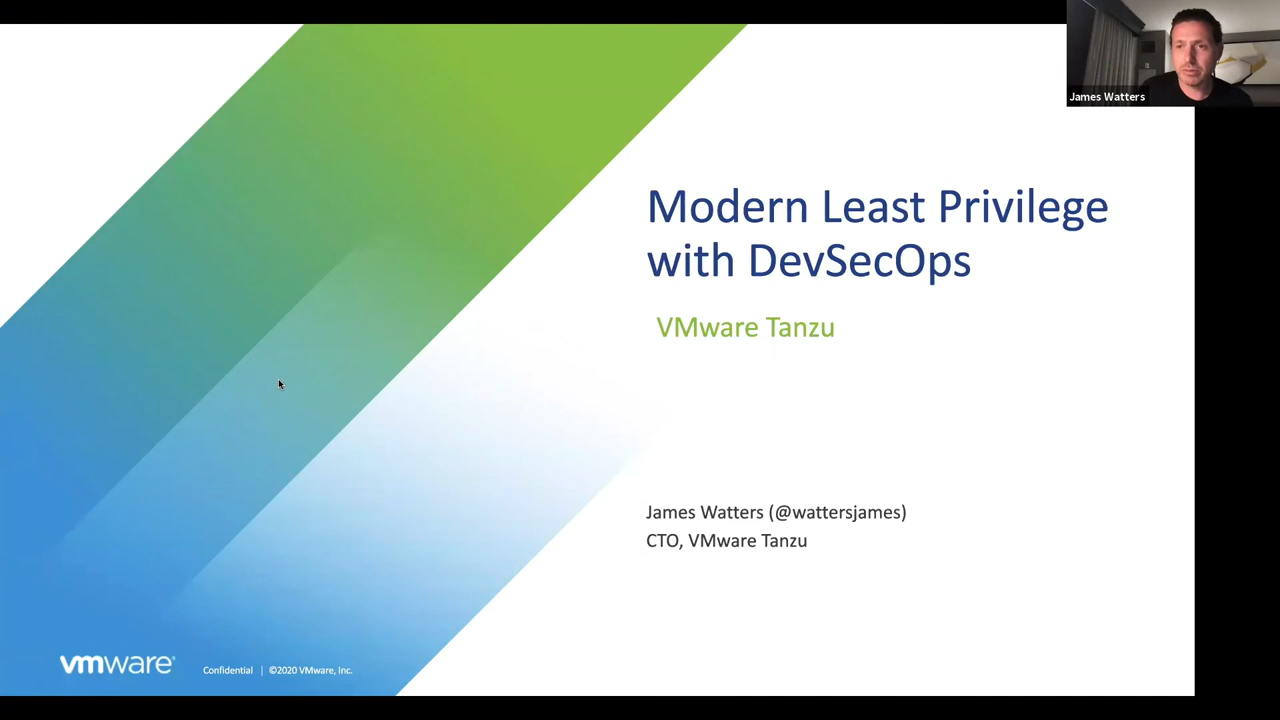 James Watters
Modern Least Privilege
with DevSecOps
VMware Tanzu
James Watters (@wattersjames)
CTO, VMware Tanzu
vmware
Confidential | ©2020 VMware, Inc.